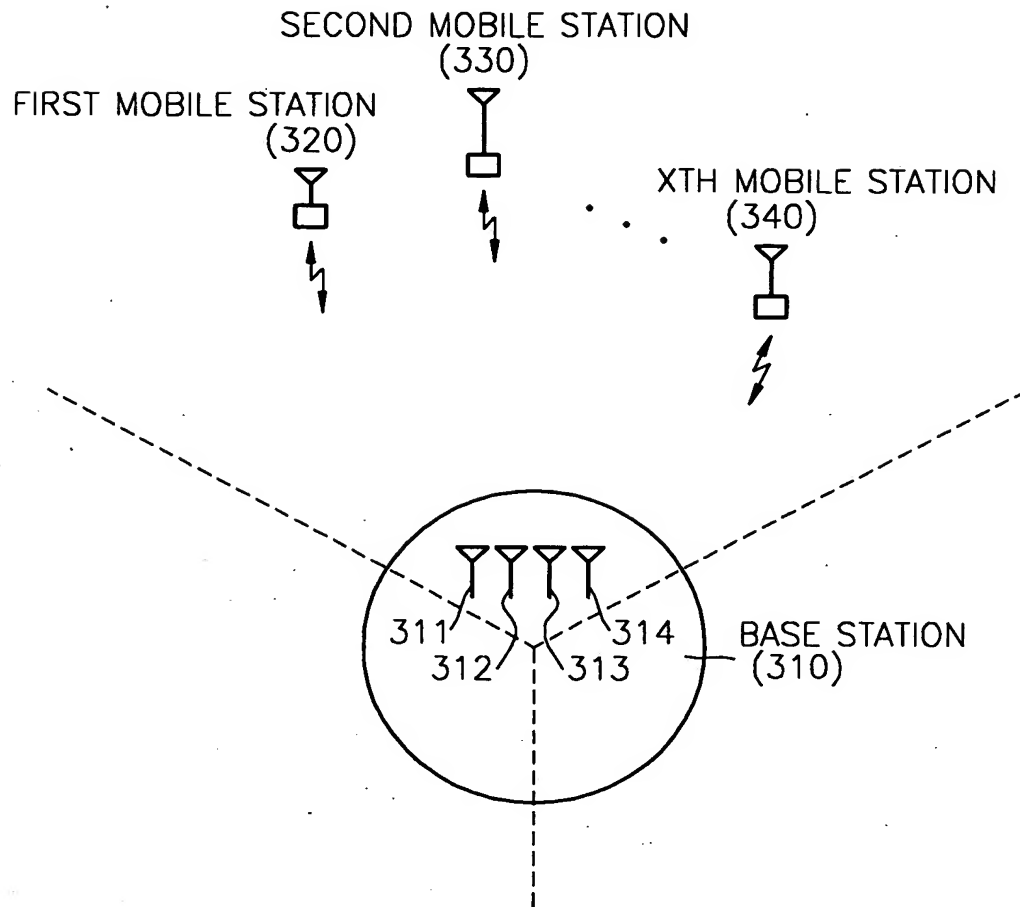 SECOND MOBILE STATION
(330)
FIRST MOBILE STATION
(320)
XTH MOBILE STATION
(340)
311
312
313
314
BASE STATION
(310)